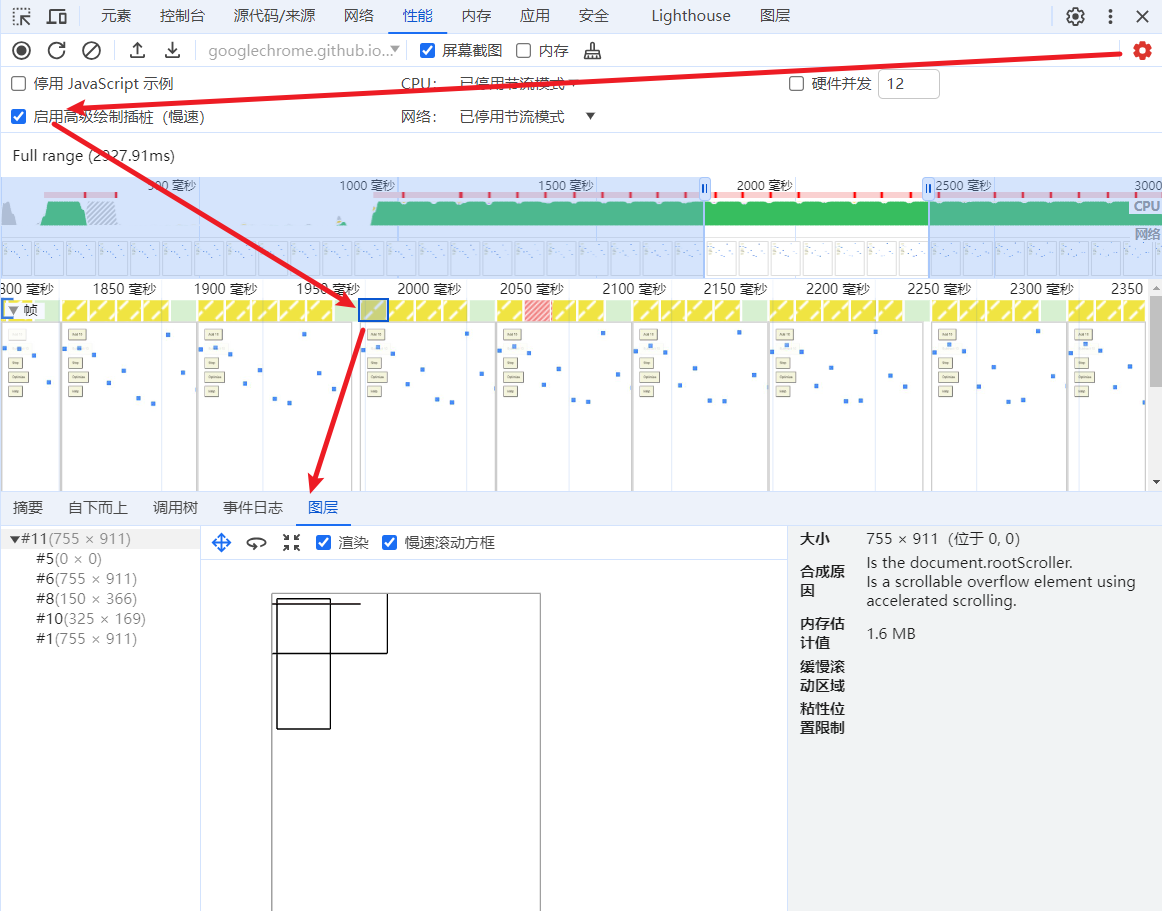 元素 控制台 源代码/来源 网络 性能 内存 应用 安全 Lighthouse 图层
googlechrome.github.io... 屏幕截图 内存
停用 JavaScript 示例 CPU: 已停用节流模式 硬件并发 12
启用高级绘制插桩（慢速） 网络: 已停用节流模式
Full range (2927.91ms)
500 毫秒 1000 毫秒 1500 毫秒 2000 毫秒 2500 毫秒 3000
CPU
网络
800 毫秒 1850 毫秒 1900 毫秒 1950 毫秒 2000 毫秒 2050 毫秒 2100 毫秒 2150 毫秒 2200 毫秒 2250 毫秒 2300 毫秒 2350
帧
摘要 自下而上 调用树 事件日志 图层
#11(755 × 911)
#5(0 × 0)
#6(755 × 911)
#8(150 × 366)
#10(325 × 169)
#1(755 × 911)
渲染 慢速滚动方框
大小 755 × 911（位于 0, 0）
合成原因 Is the document.rootScroller.
Is a scrollable overflow element using
accelerated scrolling.
内存估计值 1.6 MB
缓慢滚动区域
粘性位置限制